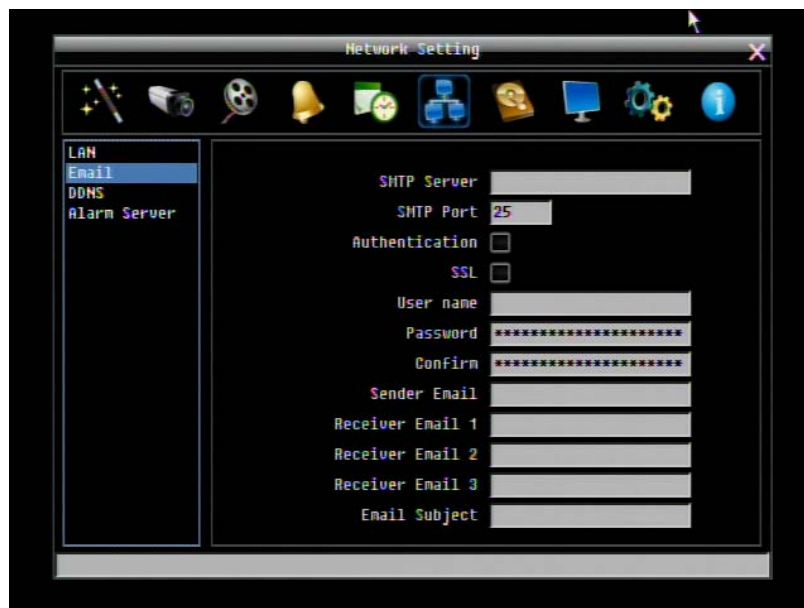 Network Setting
X
LAN
Email
DDNS
Alarm Server
SMTP Server
SMTP Port 25
Authentication
SSL
User name
Password *********************
Confirm *********************
Sender Email
Receiver Email 1
Receiver Email 2
Receiver Email 3
Email Subject